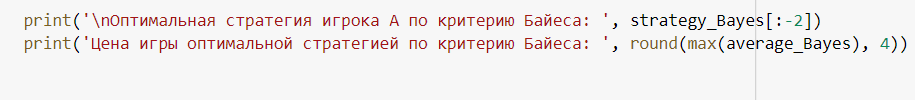 print('\nОптимальная стратегия игрока А по критерию Байеса: ', strategy_Bayes[:-2])
print('Цена игры оптимальной стратегией по критерию Байеса: ', round(max(average_Bayes), 4))